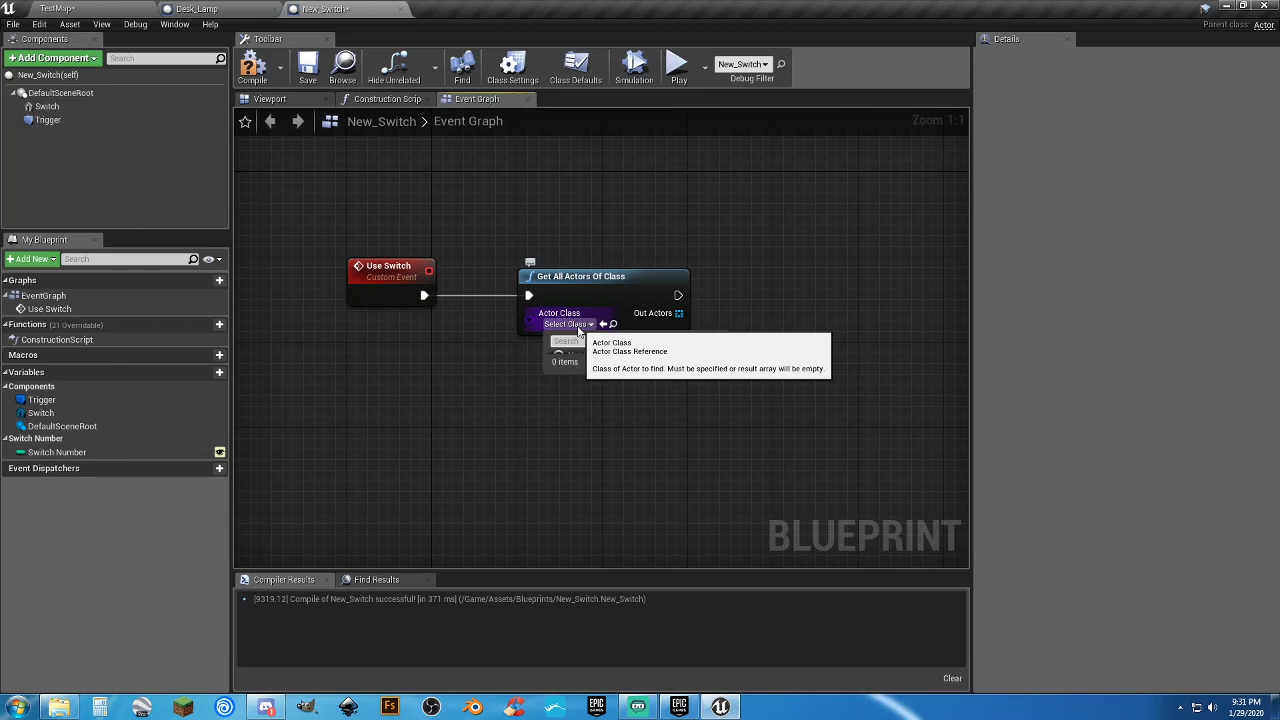 TestMap*
Desk_Lamp
New_Switch*
File
Edit
Asset
View
Debug
Window
Help
Parent class: Actor
Components
Toolbar
Details
+ Add Component
Search
New_Switch(self)
DefaultSceneRoot
Switch
Trigger
Compile
Save
Browse
Hide Unrelated
Find
Class Settings
Class Defaults
Simulation
Play
New_Switch
Debug Filter
Viewport
Construction Scrip
Event Graph
New_Switch > Event Graph
Zoom 1:1
Use Switch
Custom Event
Get All Actors Of Class
Actor Class
Select Class
Out Actors
Search
0 items
Actor Class
Actor Class Reference
Class of Actor to find. Must be specified or result array will be empty.
BLUEPRINT
My Blueprint
+ Add New
Search
Graphs
EventGraph
Use Switch
Functions (21 Overridable)
ConstructionScript
Macros
Variables
Components
Trigger
Switch
DefaultSceneRoot
Switch Number
Switch Number
Event Dispatchers
Compiler Results
Find Results
[9319.12] Compile of New_Switch successful! [in 371 ms] (/Game/Assets/Blueprints/New_Switch.New_Switch)
Clear
Fs
EPIC GAMES
EPIC GAMES
9:31 PM
1/29/2020